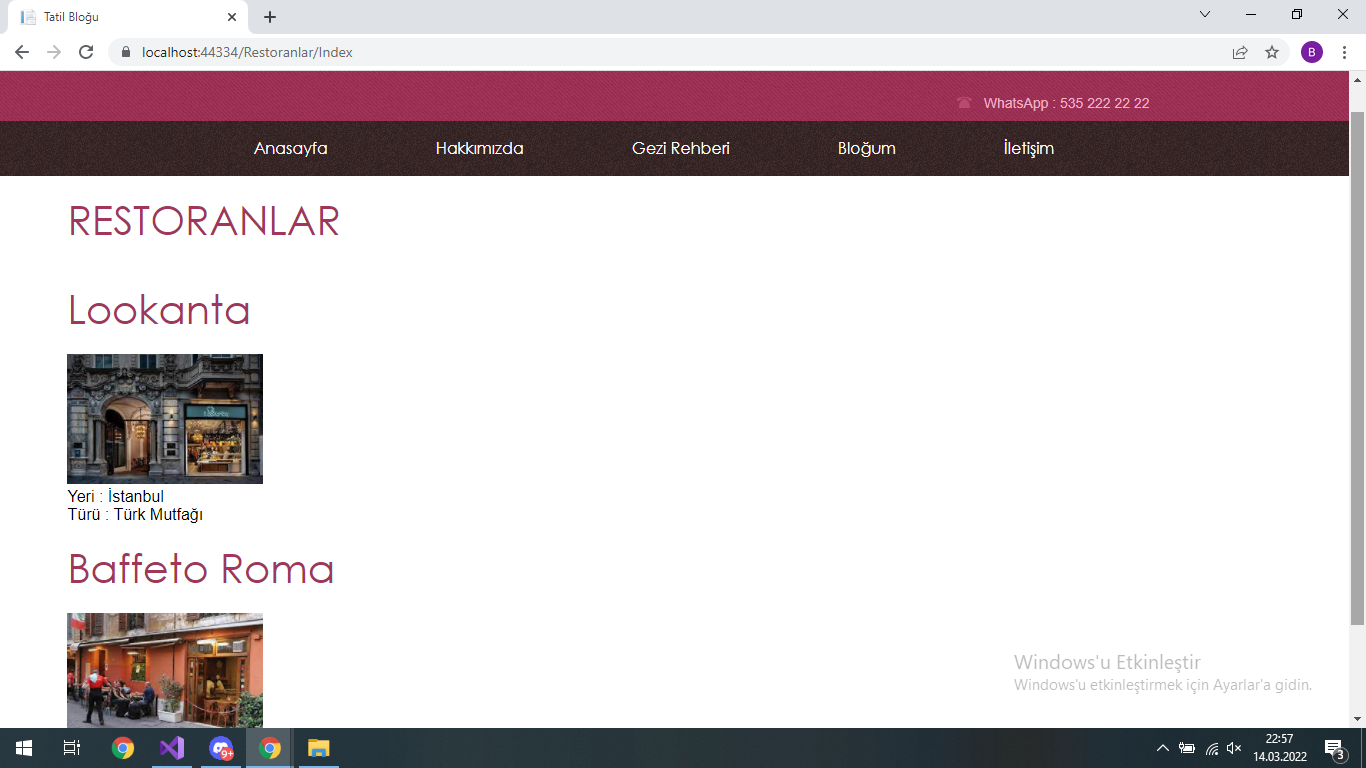 Tatil Bloğu
localhost:44334/Restoranlar/Index
B
WhatsApp : 535 222 22 22
Anasayfa Hakkımızda Gezi Rehberi Bloğum İletişim
RESTORANLAR
Lookanta
Yeri : İstanbul
Türü : Türk Mutfağı
Baffeto Roma
Windows'u Etkinleştir
Windows'u etkinleştirmek için Ayarlar'a gidin.
9+
22:57
14.03.2022
3